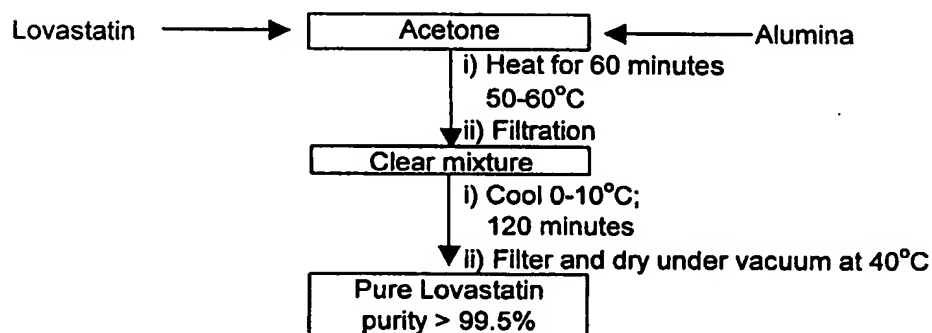 Lovastatin
Acetone
Alumina
i) Heat for 60 minutes
50-60°C
ii) Filtration
Clear mixture
i) Cool 0-10°C;
120 minutes
ii) Filter and dry under vacuum at 40°C
Pure Lovastatin
purity > 99.5%